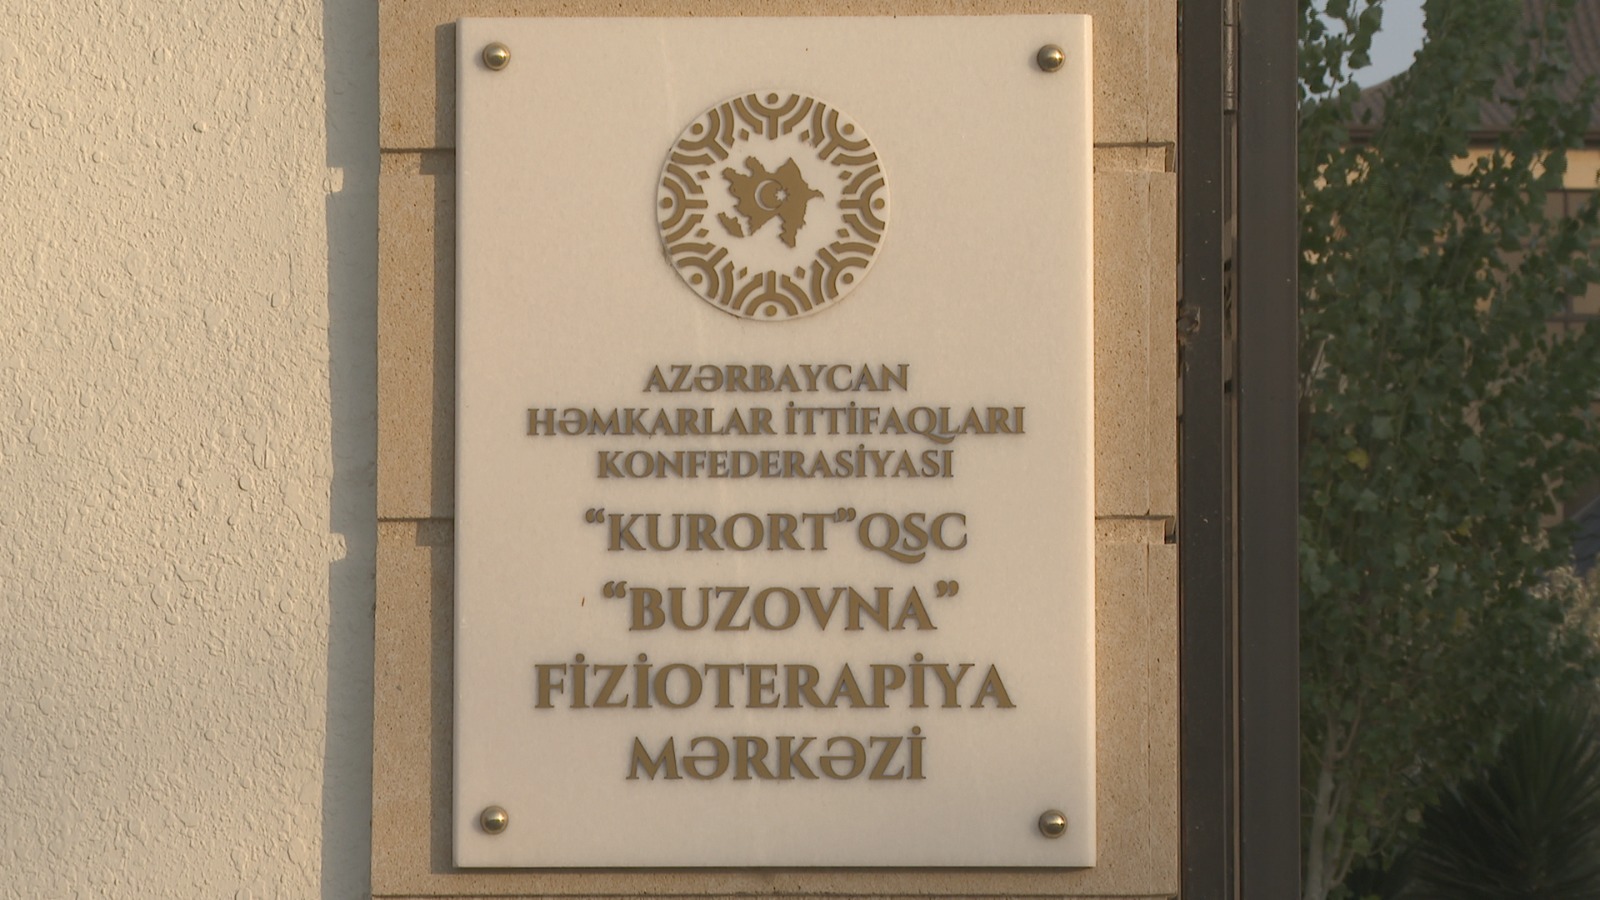 AZƏRBAYCAN
HƏMKARLAR İTTİFAQLARI
KONFEDERASİYASI
“KURORT”QSC
“BUZOVNA”
FİZİOTERAPİYA
MƏRKƏZİ